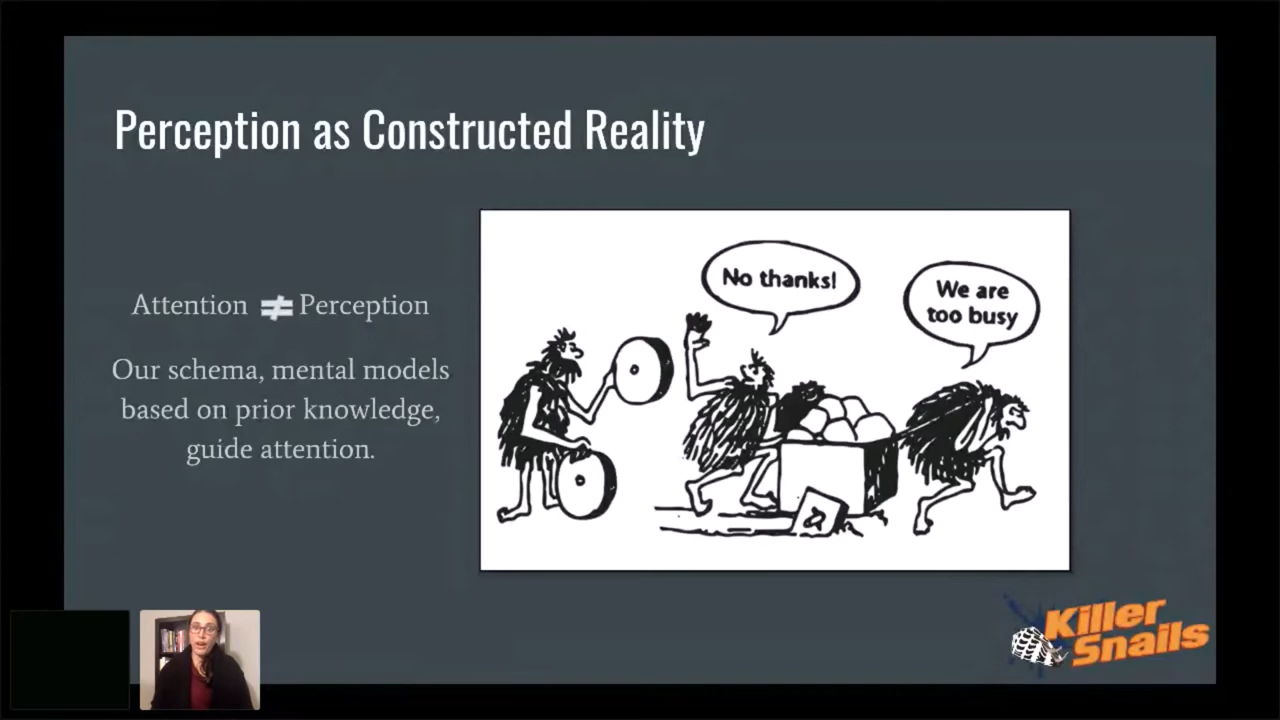 Perception as Constructed Reality
Attention ≠ Perception
Our schema, mental models
based on prior knowledge,
guide attention.
No thanks!
We are
too busy
Killer
Snails